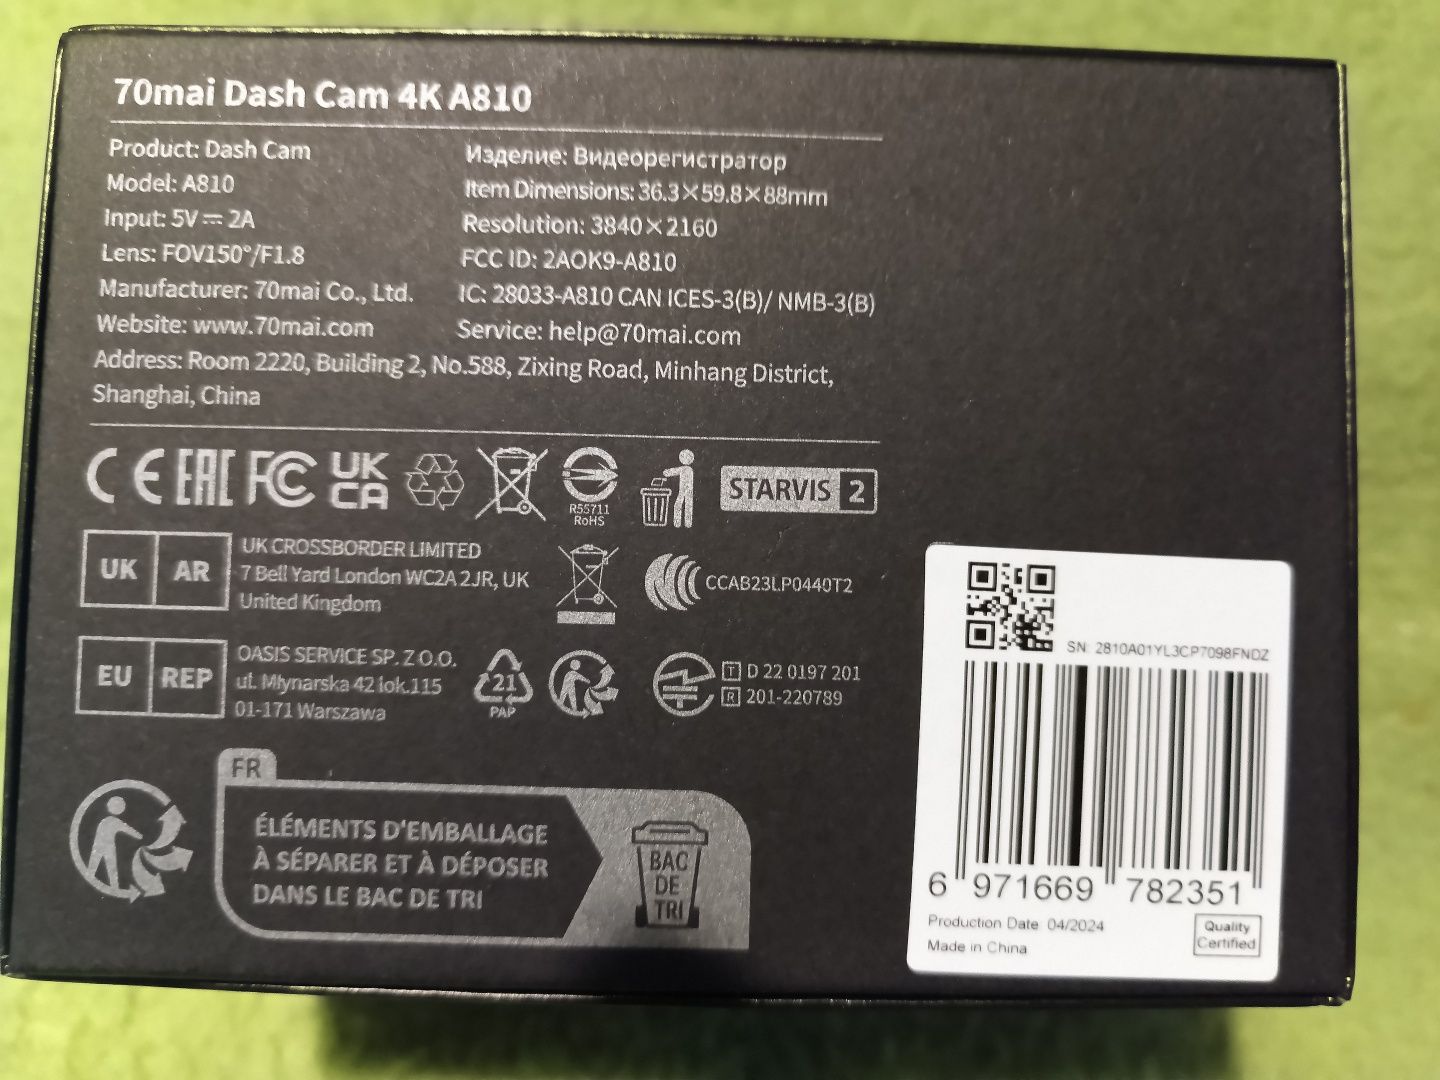 70mai Dash Cam 4K A810
Product: Dash Cam
Model: A810
Input: 5V⎓2A
Lens: FOV150°/F1.8
Manufacturer: 70mai Co., Ltd.
Website: www.70mai.com
Изделие: Видеорегистратор
Item Dimensions: 36.3×59.8×88mm
Resolution: 3840×2160
FCC ID: 2AOK9-A810
IC: 28033-A810 CAN ICES-3(B)/ NMB-3(B)
Service: help@70mai.com
Address: Room 2220, Building 2, No.588, Zixing Road, Minhang District,
Shanghai, China
CE EAC FC UK CA
R55711
RoHS
STARVIS 2
UK AR
UK CROSSBORDER LIMITED
7 Bell Yard London WC2A 2JR, UK
United Kingdom
CCAB23LP0440T2
EU REP
OASIS SERVICE SP. Z O.O.
ul. Młynarska 42 lok.115
01-171 Warszawa
21
PAP
T D 22 0197 201
R 201-220789
FR
ÉLÉMENTS D'EMBALLAGE
À SÉPARER ET À DÉPOSER
DANS LE BAC DE TRI
BAC
DE
TRI
SN: 2810A01YL3CP7098FNDZ
6 971669 782351
Production Date 04/2024
Made in China
Quality
Certified